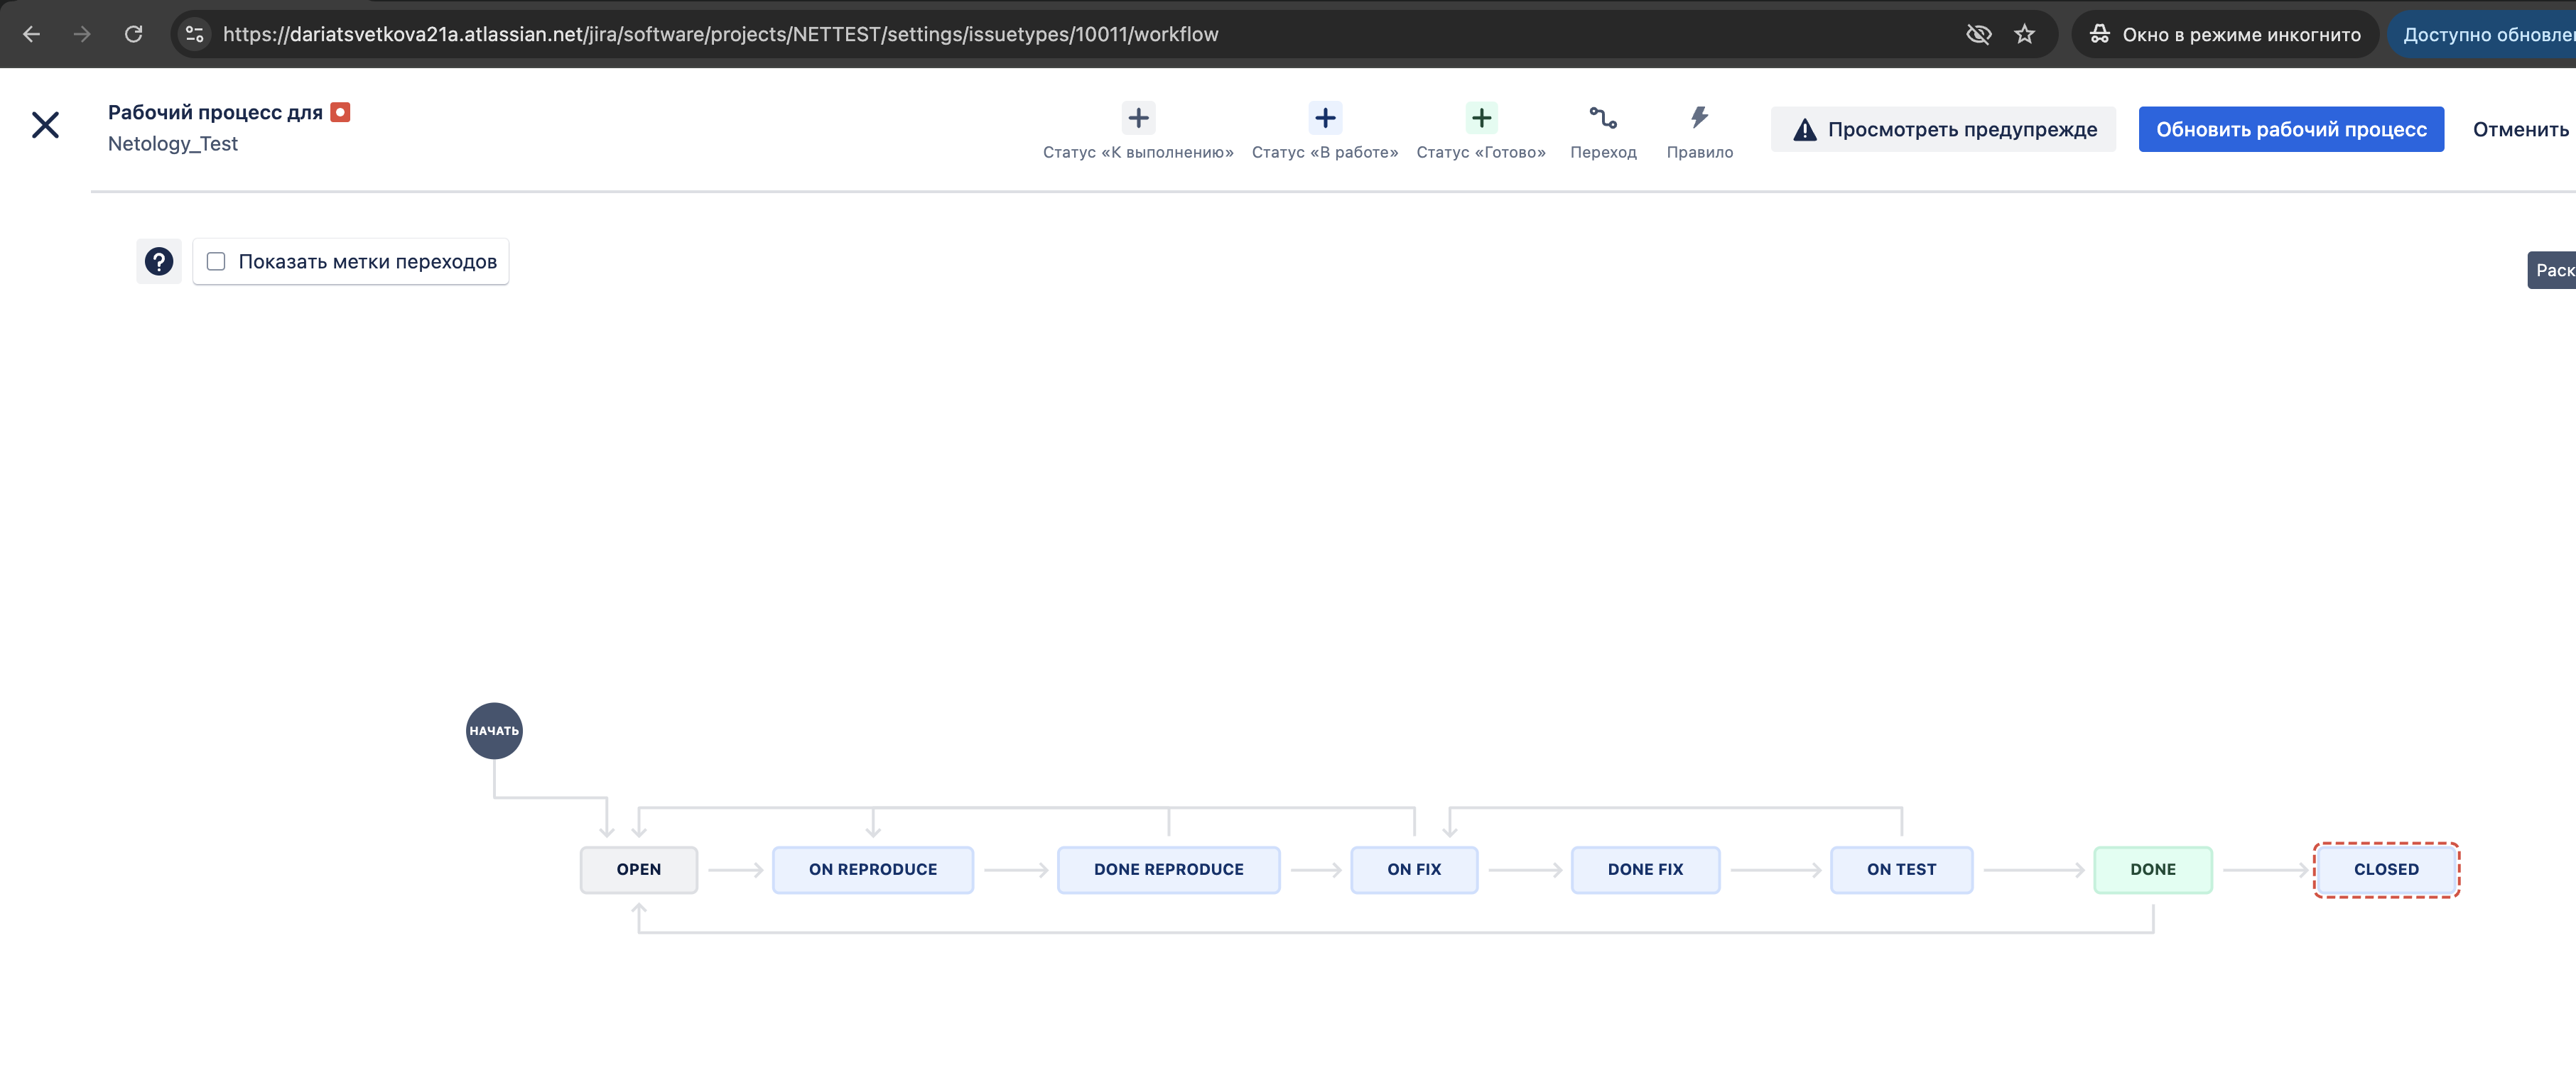 https://dariatsvetkova21a.atlassian.net/jira/software/projects/NETTEST/settings/issuetypes/10011/workflow
Окно в режиме инкогнито
Доступно обновле
Рабочий процесс для
Netology_Test
Статус «К выполнению»
Статус «В работе»
Статус «Готово»
Переход
Правило
Просмотреть предупрежде
Обновить рабочий процесс
Отменить
Показать метки переходов
Раск
НАЧАТЬ
OPEN
ON REPRODUCE
DONE REPRODUCE
ON FIX
DONE FIX
ON TEST
DONE
CLOSED